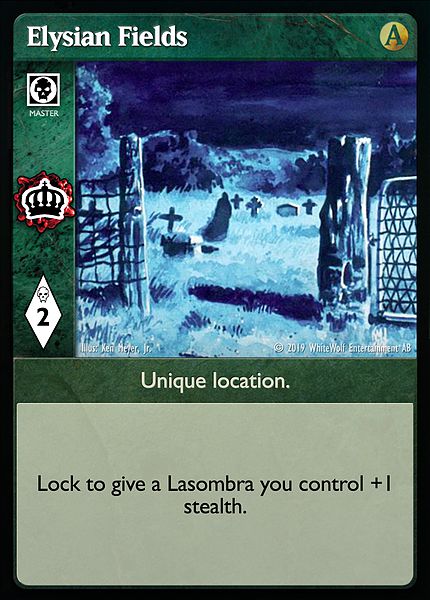 Elysian Fields
A
MASTER
2
Illus: Ken Meyer, Jr.
© 2019 WhiteWolf Entertainment AB
Unique location.
Lock to give a Lasombra you control +1
stealth.